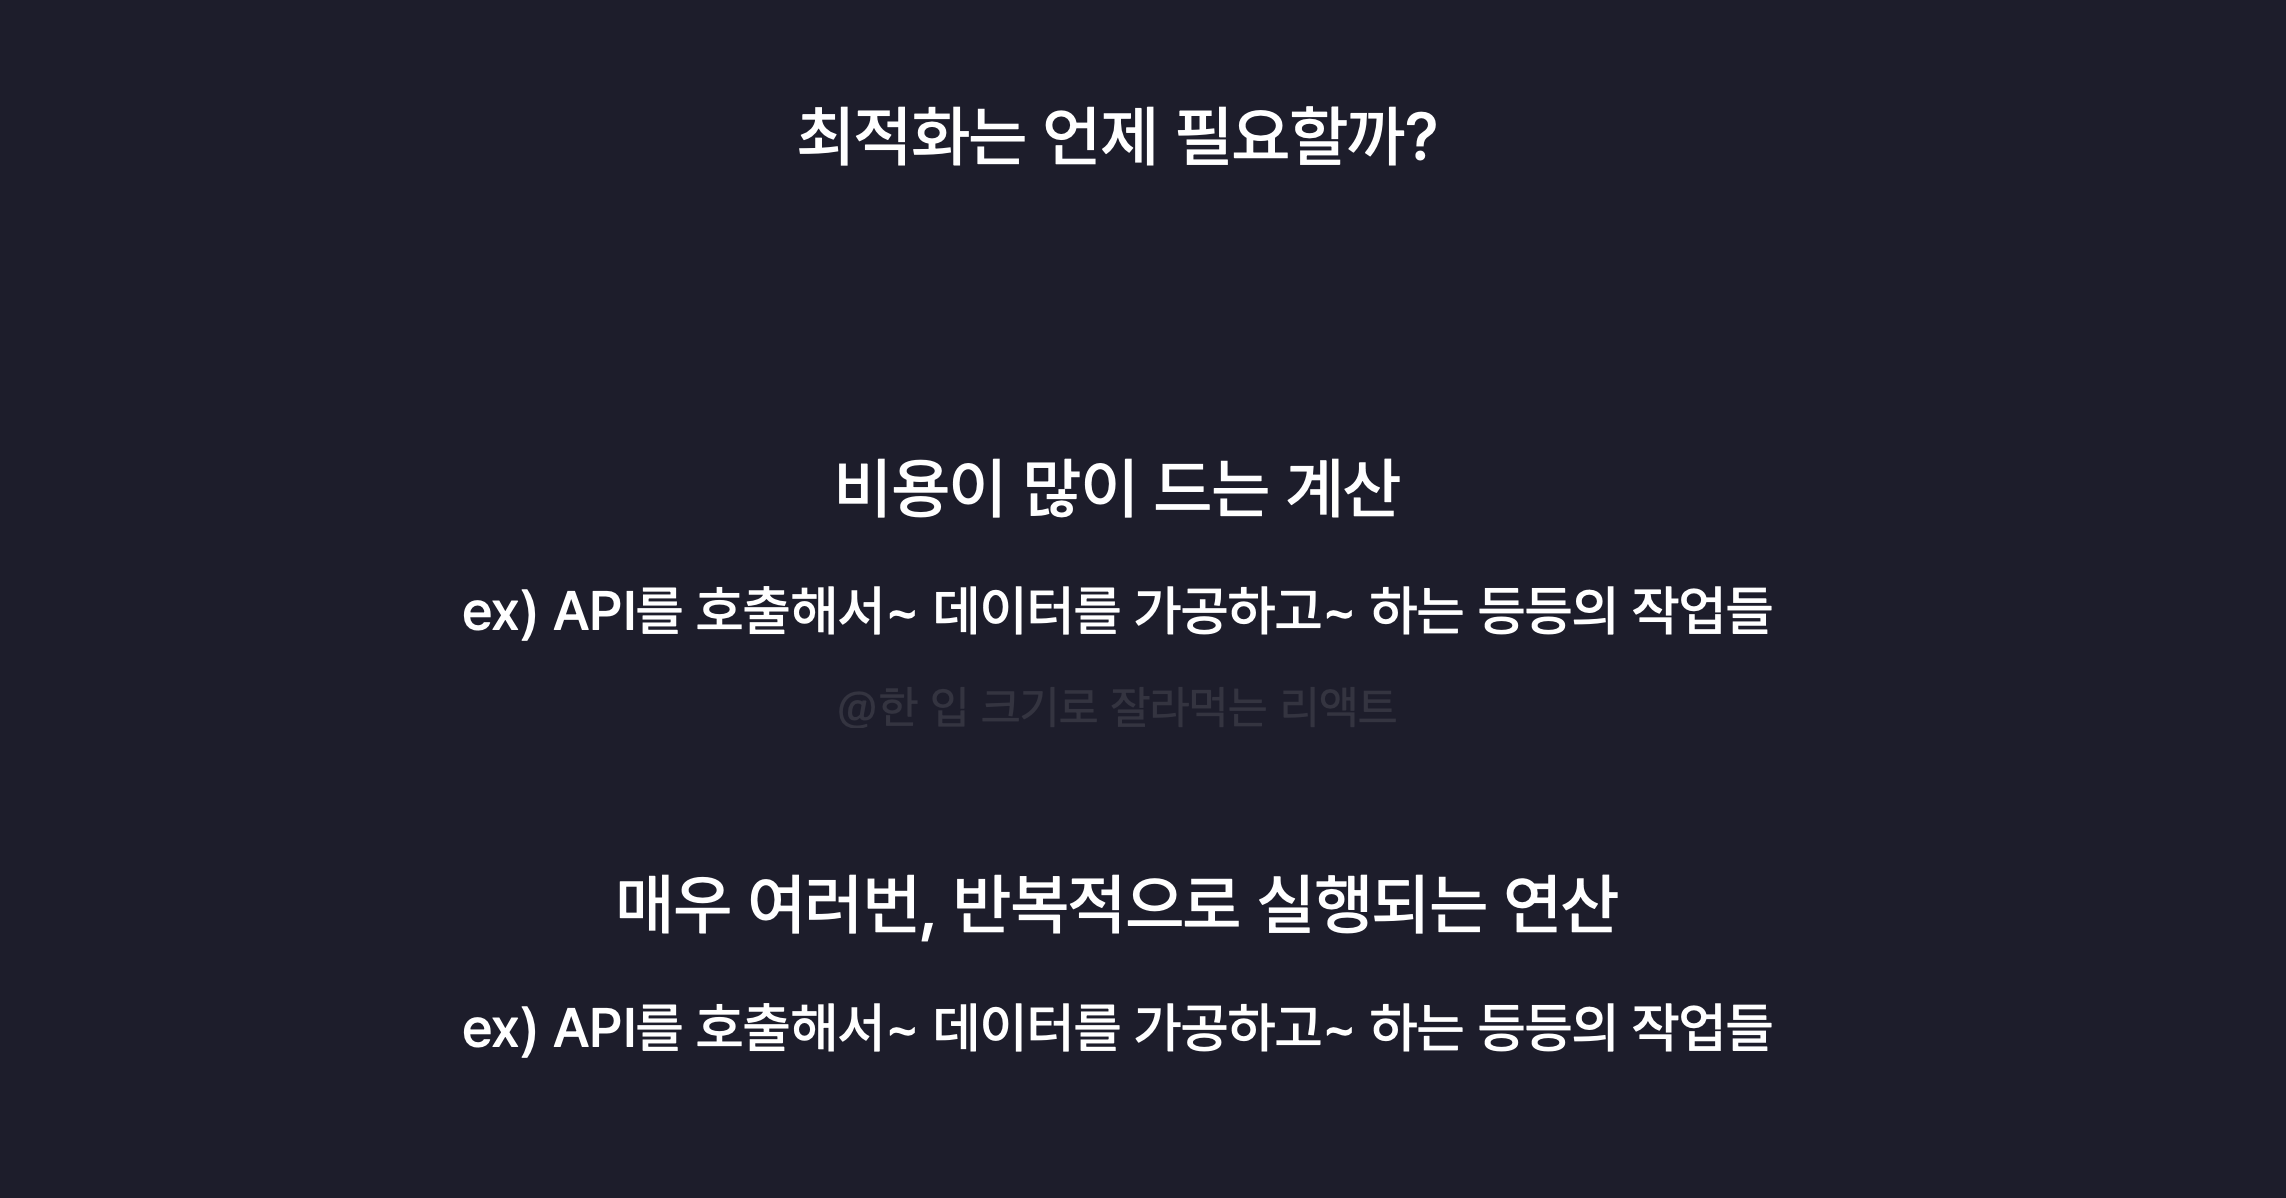 최적화는 언제 필요할까?
비용이 많이 드는 계산
ex) API를 호출해서~ 데이터를 가공하고~ 하는 등등의 작업들
@한 입 크기로 잘라먹는 리액트
매우 여러번, 반복적으로 실행되는 연산
ex) API를 호출해서~ 데이터를 가공하고~ 하는 등등의 작업들